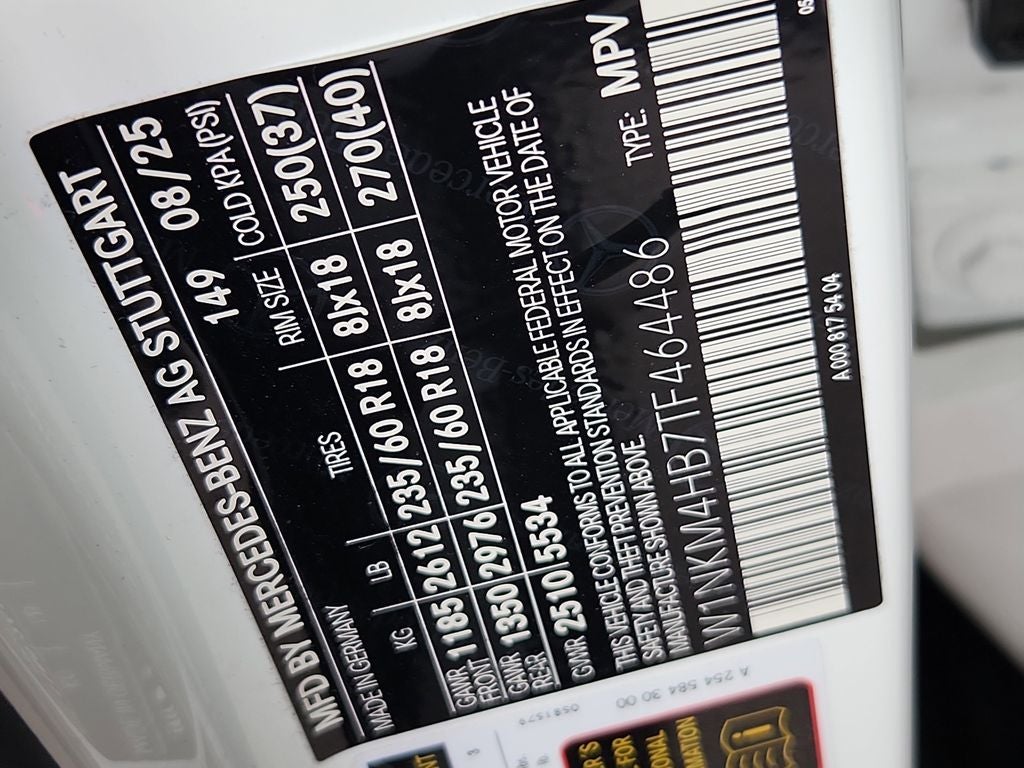 MFD BY MERCEDES-BENZ AG STUTTGART
MADE IN GERMANY 149 08/25
KG LB TIRES RIM SIZE COLD KPA(PSI)
GAWR FRONT 1185 2612 235/60 R18 8Jx18 250(37)
GAWR REAR 1350 2976 235/60 R18 8Jx18 270(40)
GVWR 2510 5534
THIS VEHICLE CONFORMS TO ALL APPLICABLE FEDERAL MOTOR VEHICLE
SAFETY AND THEFT PREVENTION STANDARDS IN EFFECT ON THE DATE OF
MANUFACTURE SHOWN ABOVE.
TYPE: MPV
W1NKM4HB7TF464486
A 000 817 54 04
05
A 254 584 30 00
0581579
3